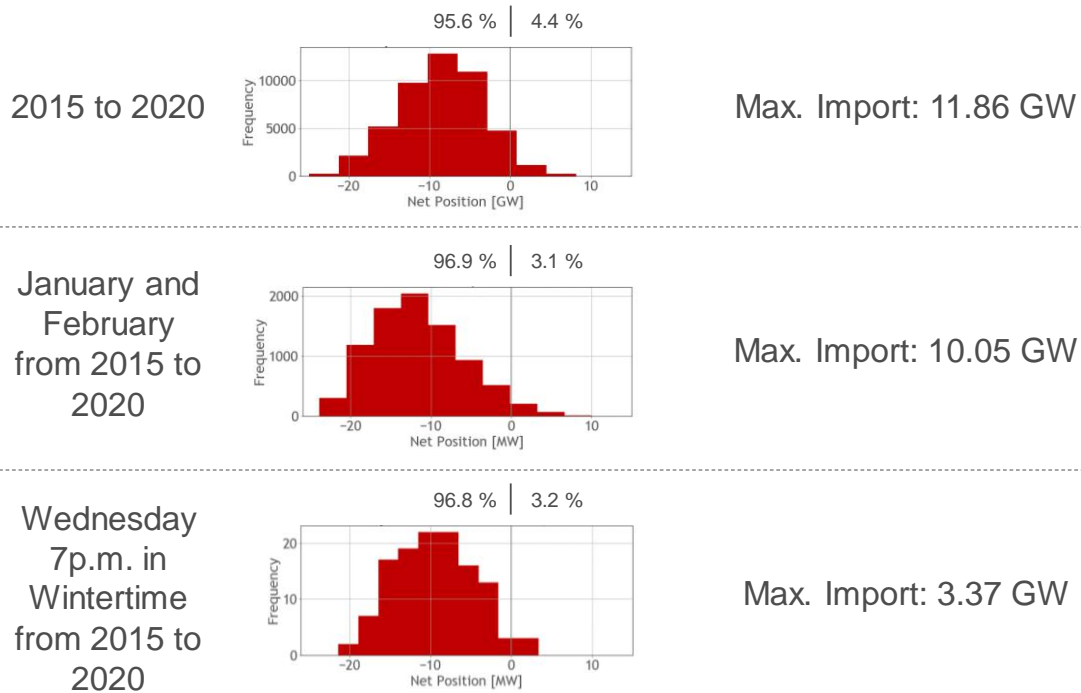 95.6 % | 4.4 %
2015 to 2020
Frequency
10000
5000
0
−20 −10 0 10
Net Position [GW]
Max. Import: 11.86 GW
96.9 % | 3.1 %
January and
February
from 2015 to
2020
Frequency
2000
1000
0
−20 −10 0 10
Net Position [MW]
Max. Import: 10.05 GW
96.8 % | 3.2 %
Wednesday
7p.m. in
Wintertime
from 2015 to
2020
Frequency
20
10
0
−20 −10 0 10
Net Position [MW]
Max. Import: 3.37 GW